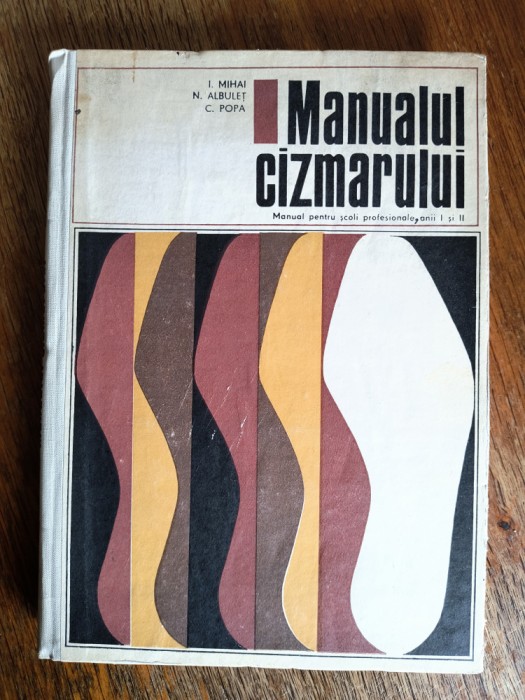 I. MIHAI
N. ALBULEȚ
C. POPA
Manualul
cizmarului
Manual pentru școli profesionale, anii I și II